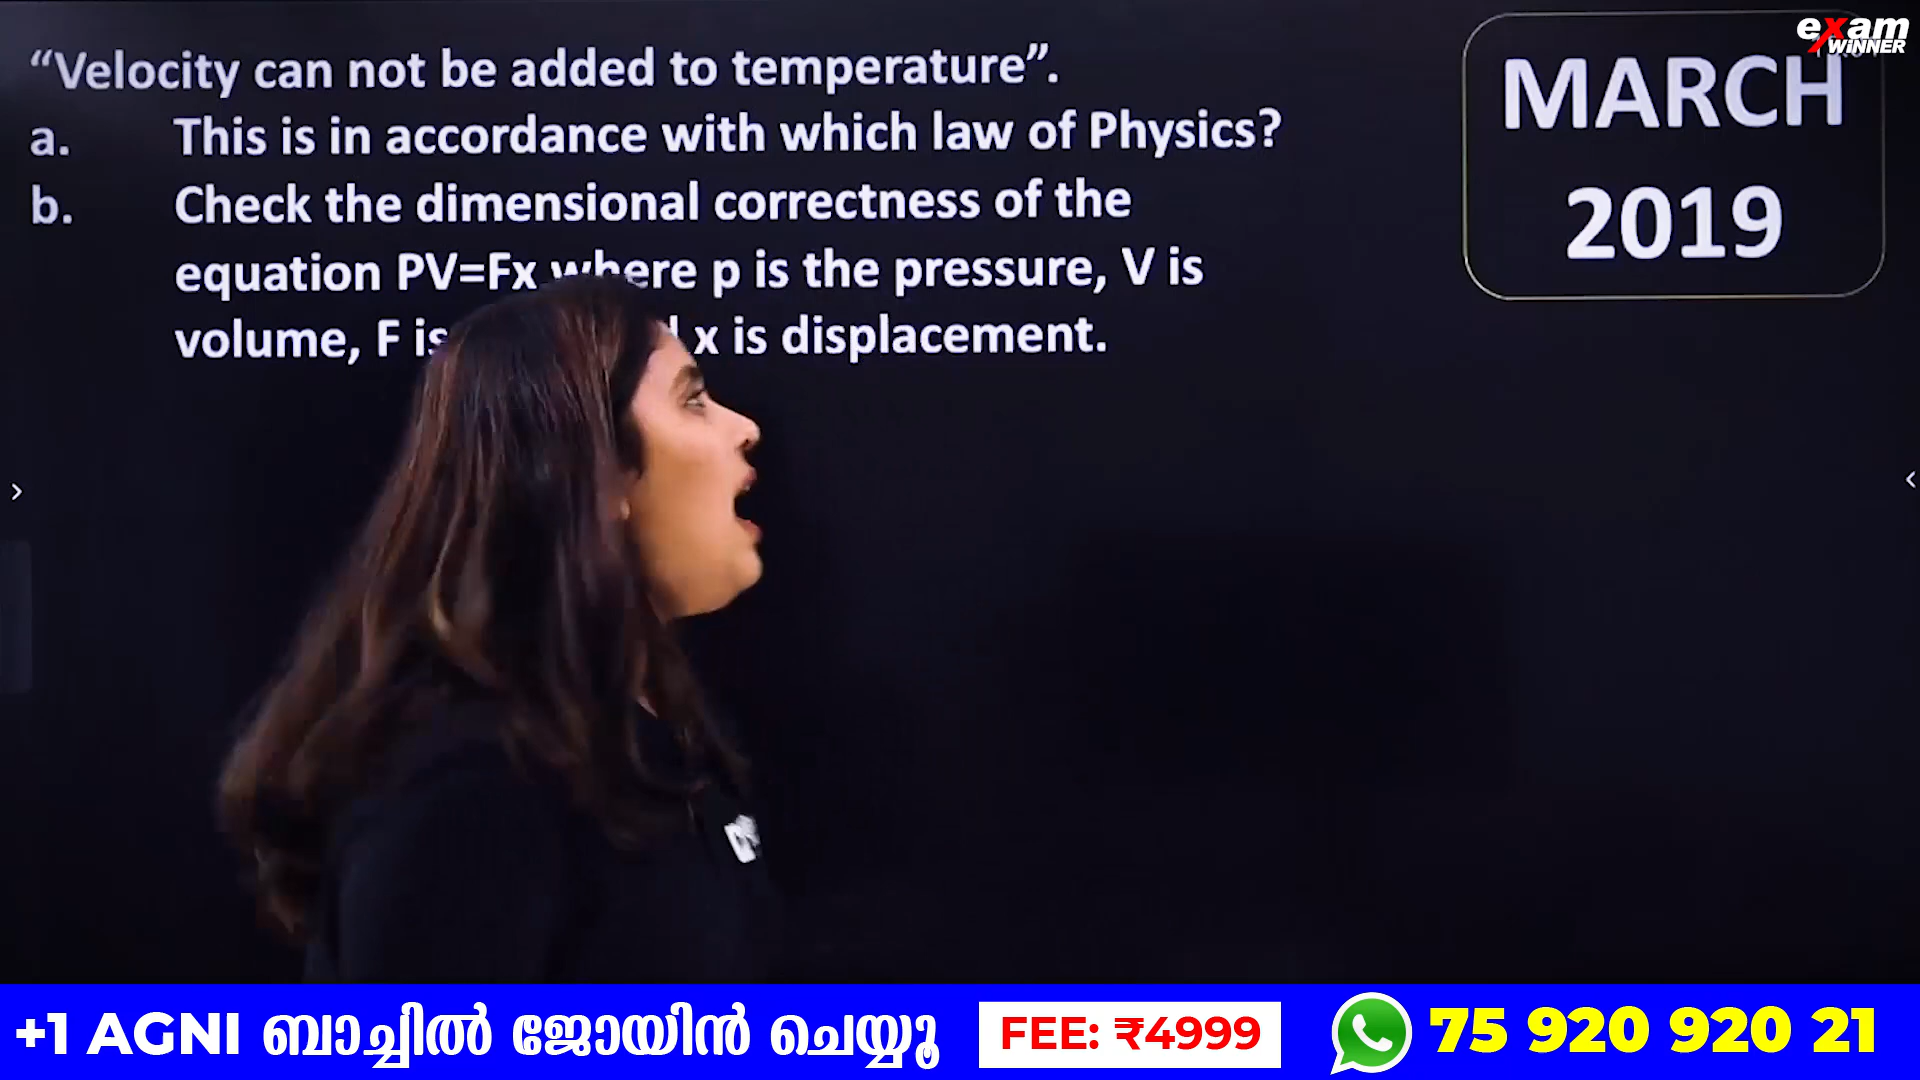 “Velocity can not be added to temperature”.
a. This is in accordance with which law of Physics?
b. Check the dimensional correctness of the
equation PV=Fx where p is the pressure, V is
volume, F is x is displacement.
MARCH
2019
exam
WINNER
+1 AGNI ബാച്ചിൽ ജോയിൻ ചെയ്യൂ
FEE: ₹4999
75 920 920 21